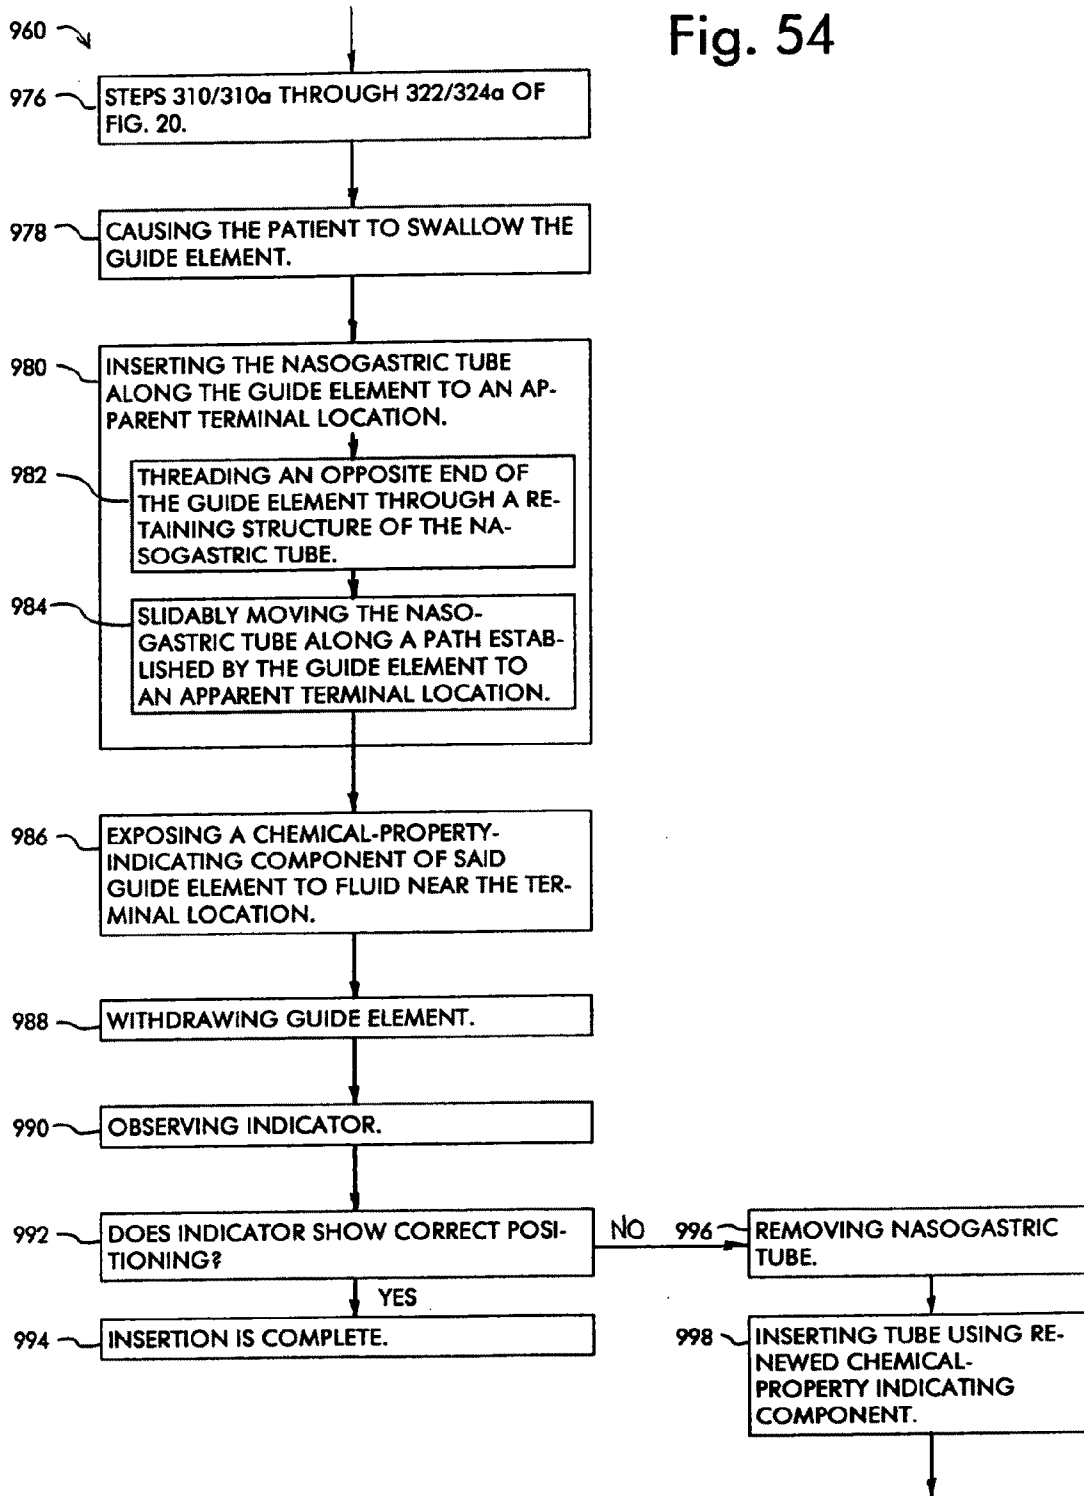 Fig. 54
960
976
STEPS 310/310a THROUGH 322/324a OF
FIG. 20.
978
CAUSING THE PATIENT TO SWALLOW THE
GUIDE ELEMENT.
980
INSERTING THE NASOGASTRIC TUBE
ALONG THE GUIDE ELEMENT TO AN AP-
PARENT TERMINAL LOCATION.
982
THREADING AN OPPOSITE END OF
THE GUIDE ELEMENT THROUGH A RE-
TAINING STRUCTURE OF THE NA-
SOGASTRIC TUBE.
984
SLIDABLY MOVING THE NASO-
GASTRIC TUBE ALONG A PATH ESTAB-
LISHED BY THE GUIDE ELEMENT TO
AN APPARENT TERMINAL LOCATION.
986
EXPOSING A CHEMICAL-PROPERTY-
INDICATING COMPONENT OF SAID
GUIDE ELEMENT TO FLUID NEAR THE TER-
MINAL LOCATION.
988
WITHDRAWING GUIDE ELEMENT.
990
OBSERVING INDICATOR.
992
DOES INDICATOR SHOW CORRECT POSI-
TIONING?
NO
996
REMOVING NASOGASTRIC
TUBE.
YES
994
INSERTION IS COMPLETE.
998
INSERTING TUBE USING RE-
NEWED CHEMICAL-
PROPERTY INDICATING
COMPONENT.